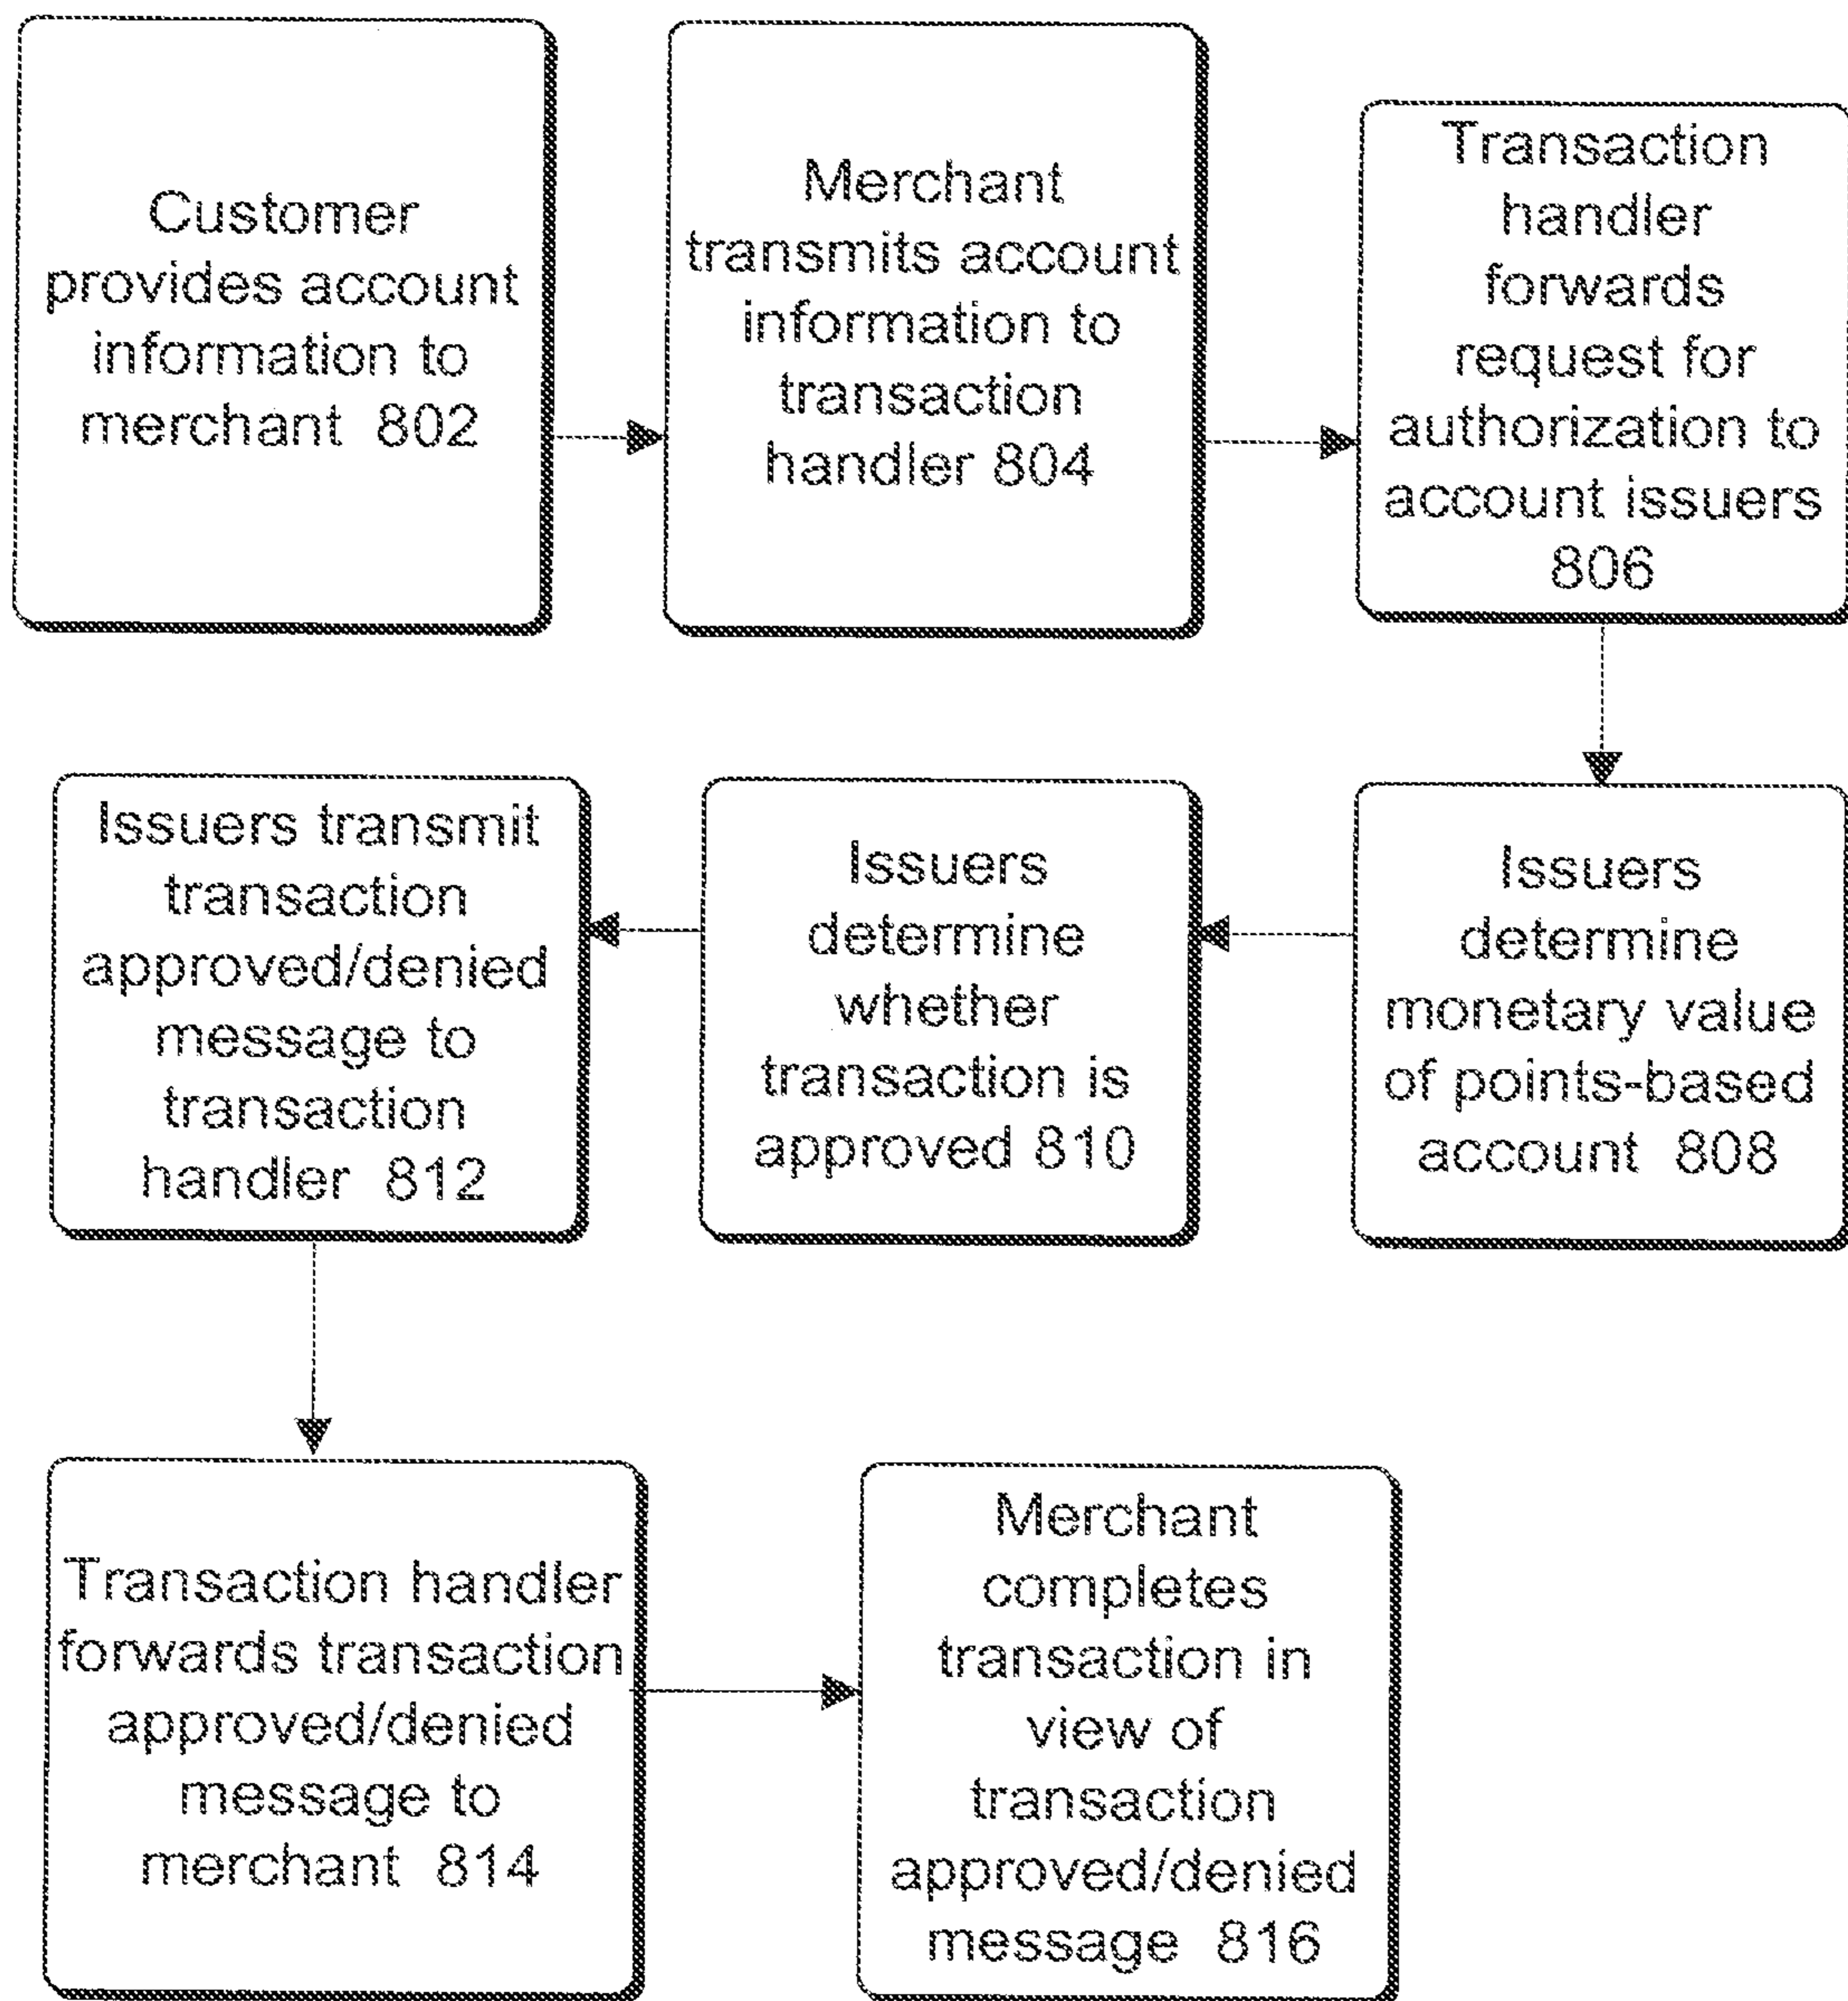 Customer
provides account
information to
merchant 802
Merchant
transmits account
information to
transaction
handler 804
Transaction
handler
forwards
request for
authorization to
account issuers
806
Issuers
determine
monetary value
of points-based
account 808
Issuers
determine
whether
transaction is
approved 810
Issuers transmit
transaction
approved/denied
message to
transaction
handler 812
Transaction handler
forwards transaction
approved/denied
message to
merchant 814
Merchant
completes
transaction in
view of
transaction
approved/denied
message 816